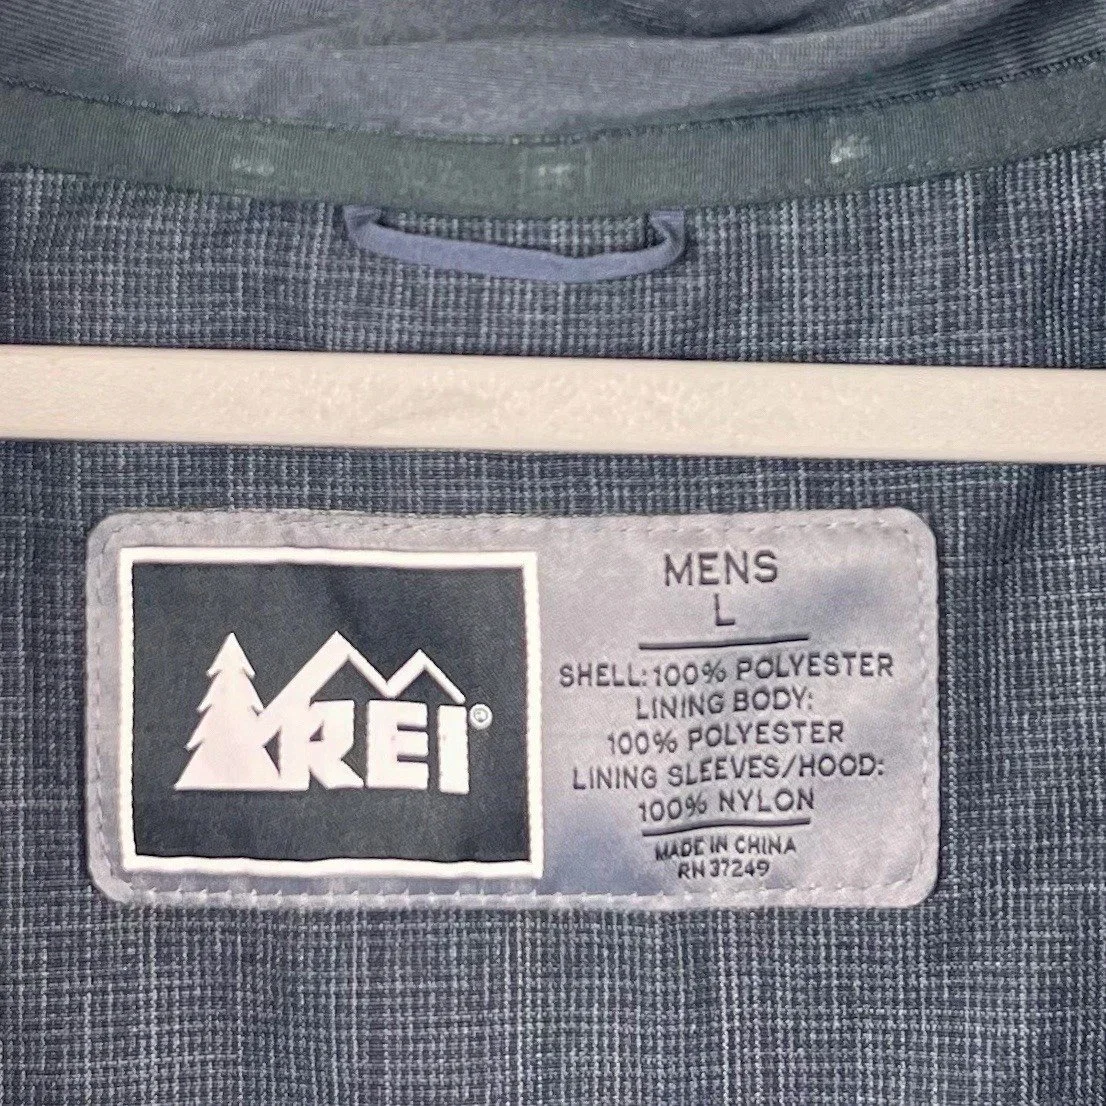 REI®
MENS
L
SHELL: 100% POLYESTER
LINING BODY:
100% POLYESTER
LINING SLEEVES/HOOD:
100% NYLON
MADE IN CHINA
RN 37249